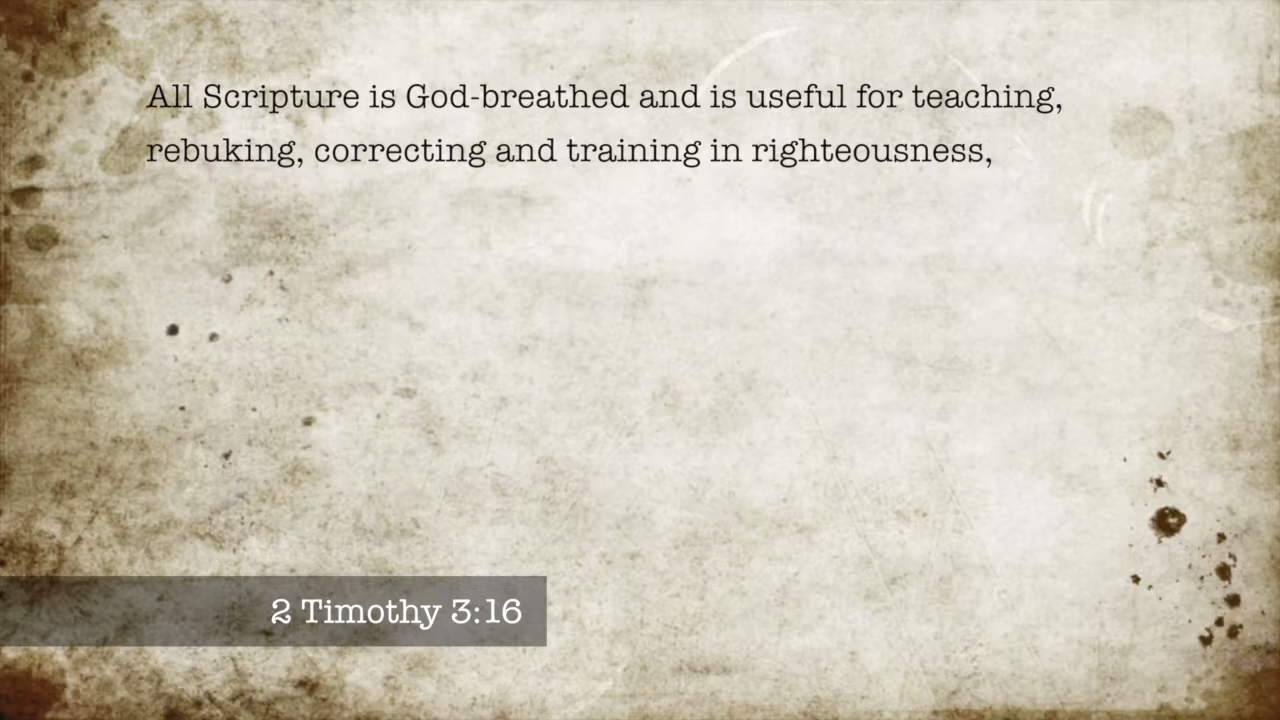 All Scripture is God-breathed and is useful for teaching,
rebuking, correcting and training in righteousness,
2 Timothy 3:16